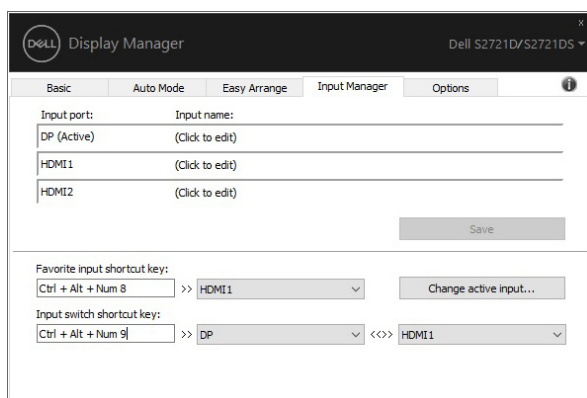 x
DELL Display Manager Dell S2721D/S2721DS
Basic Auto Mode Easy Arrange Input Manager Options i
Input port: Input name:
DP (Active) (Click to edit)
HDMI1 (Click to edit)
HDMI2 (Click to edit)
Save
Favorite input shortcut key:
Ctrl + Alt + Num 8 >> HDMI1 Change active input...
Input switch shortcut key:
Ctrl + Alt + Num 9 >> DP <<>> HDMI1